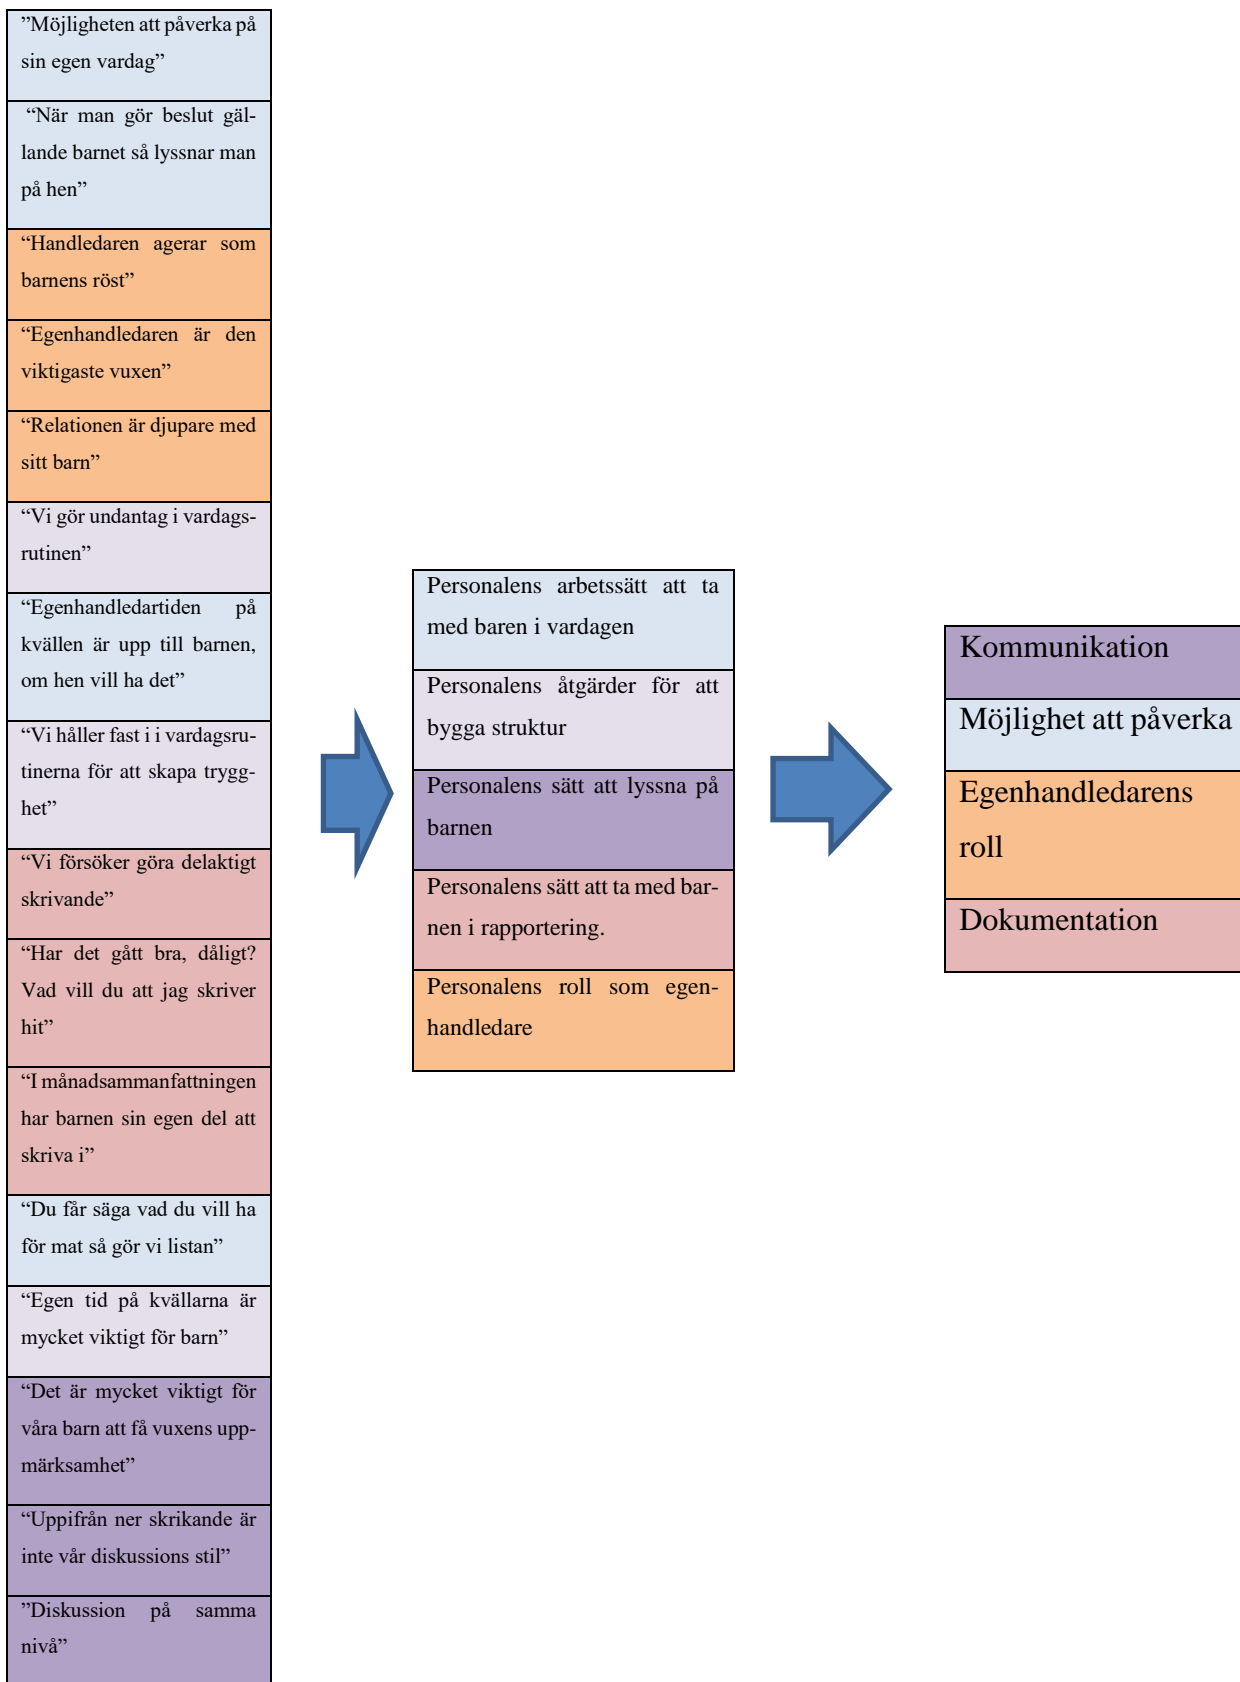 ”Möjligheten att påverka på
sin egen vardag”
“När man gör beslut gäl-
lande barnet så lyssnar man
på hen”
“Handledaren agerar som
barnens röst”
“Egenhandledaren är den
viktigaste vuxen”
“Relationen är djupare med
sitt barn”
“Vi gör undantag i vardags-
rutinen”
“Egenhandledartiden på
kvällen är upp till barnen,
om hen vill ha det”
“Vi håller fast i i vardagsru-
tinerna för att skapa trygg-
het”
“Vi försöker göra delaktigt
skrivande”
“Har det gått bra, dåligt?
Vad vill du att jag skriver
hit”
“I månadsammanfattningen
har barnen sin egen del att
skriva i”
“Du får säga vad du vill ha
för mat så gör vi listan”
“Egen tid på kvällarna är
mycket viktigt för barn”
“Det är mycket viktigt för
våra barn att få vuxens upp-
märksamhet”
“Uppifrån ner skrikande är
inte vår diskussions stil”
”Diskussion på samma
nivå”
Personalens arbetssätt att ta
med baren i vardagen
Personalens åtgärder för att
bygga struktur
Personalens sätt att lyssna på
barnen
Personalens sätt att ta med bar-
nen i rapportering.
Personalens roll som egen-
handledare
Kommunikation
Möjlighet att påverka
Egenhandledarens
roll
Dokumentation